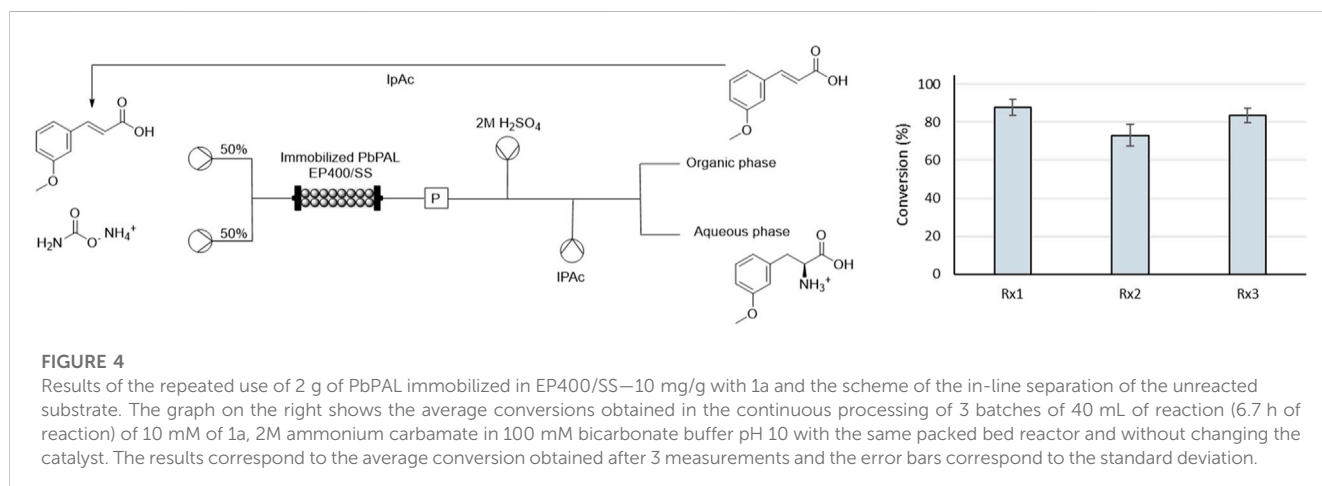 IpAc
O
OH
O
H₂N
O
O⁻ NH₄⁺
50%
50%
Immobilized PbPAL
EP400/SS
P
2M H₂SO₄
IPAc
Organic phase
Aqueous phase
O
OH
O
O
OH
NH₃⁺
O
Conversion (%)
100
80
60
40
20
0
Rx1 Rx2 Rx3
FIGURE 4
Results of the repeated use of 2 g of PbPAL immobilized in EP400/SS—10 mg/g with 1a and the scheme of the in-line separation of the unreacted
substrate. The graph on the right shows the average conversions obtained in the continuous processing of 3 batches of 40 mL of reaction (6.7 h of
reaction) of 10 mM of 1a, 2M ammonium carbamate in 100 mM bicarbonate buffer pH 10 with the same packed bed reactor and without changing the
catalyst. The results correspond to the average conversion obtained after 3 measurements and the error bars correspond to the standard deviation.